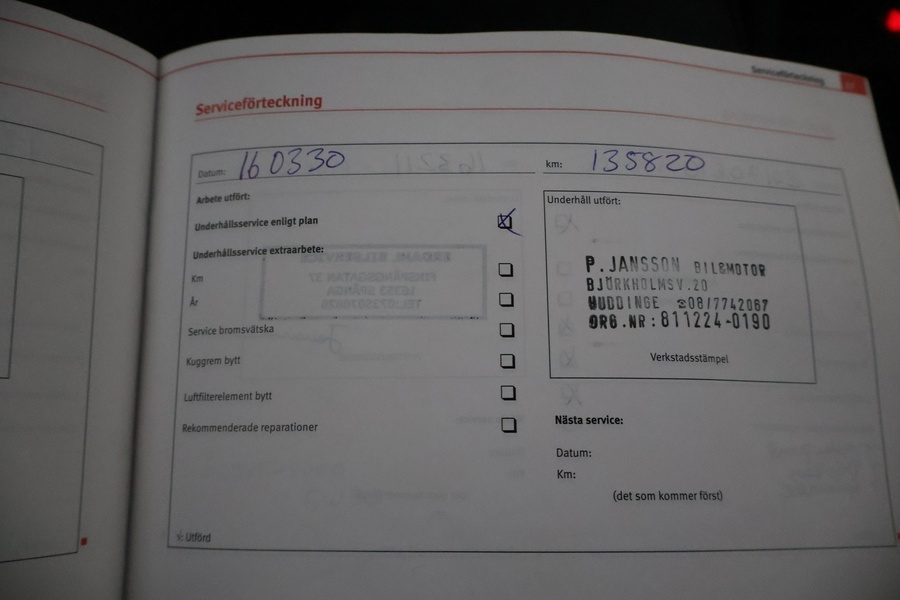 Serviceförteckning
Serviceförteckning
Datum: 160330
km: 135820
Arbete utfört:
Underhållsservice enligt plan
Underhållsservice extraarbete:
Km
År
Service bromsvätska
Kuggrem bytt
Luftfilterelement bytt
Rekommenderade reparationer
√: Utförd
Underhåll utfört:
P. JANSSON BIL&MOTOR
BJÖRKHOLMSV.20
HUDDINGE ☎08/7742067
ORG.NR:811224-0190
Verkstadsstämpel
Nästa service:
Datum:
Km:
(det som kommer först)